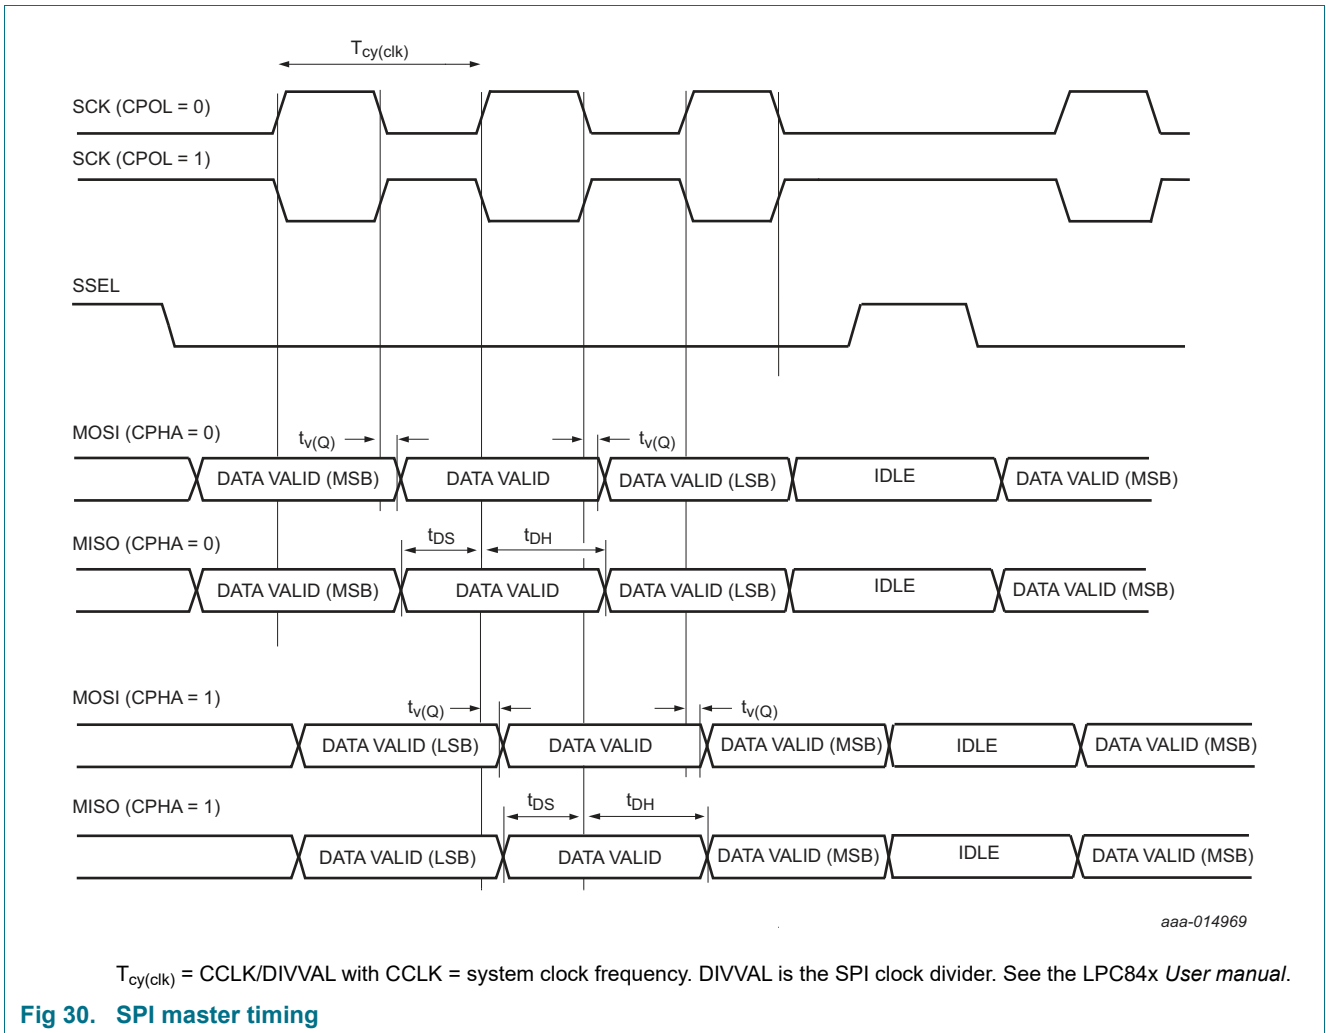 Tcy(clk)
SCK (CPOL = 0)
SCK (CPOL = 1)
SSEL
MOSI (CPHA = 0)
tv(Q)
tv(Q)
DATA VALID (MSB)
DATA VALID
DATA VALID (LSB)
IDLE
DATA VALID (MSB)
MISO (CPHA = 0)
tDS
tDH
DATA VALID (MSB)
DATA VALID
DATA VALID (LSB)
IDLE
DATA VALID (MSB)
MOSI (CPHA = 1)
tv(Q)
tv(Q)
DATA VALID (LSB)
DATA VALID
DATA VALID (MSB)
IDLE
DATA VALID (MSB)
MISO (CPHA = 1)
tDS
tDH
DATA VALID (LSB)
DATA VALID
DATA VALID (MSB)
IDLE
DATA VALID (MSB)
aaa-014969
Tcy(clk) = CCLK/DIVVAL with CCLK = system clock frequency. DIVVAL is the SPI clock divider. See the LPC84x User manual.
Fig 30. SPI master timing